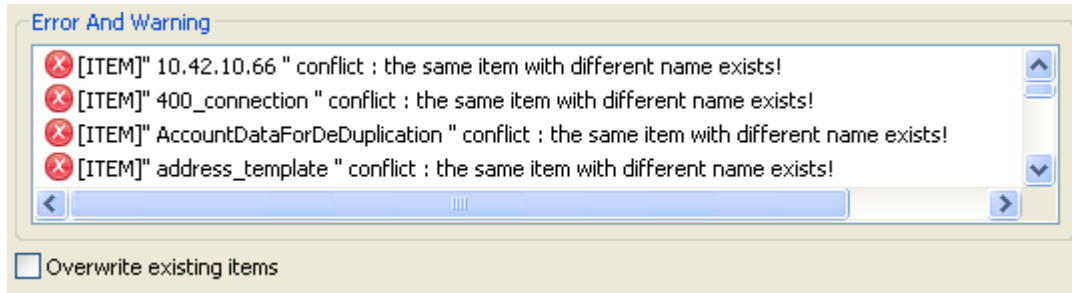 Error And Warning
[ITEM]" 10.42.10.66 " conflict : the same item with different name exists!
[ITEM]" 400_connection " conflict : the same item with different name exists!
[ITEM]" AccountDataForDeDuplication " conflict : the same item with different name exists!
[ITEM]" address_template " conflict : the same item with different name exists!
Overwrite existing items